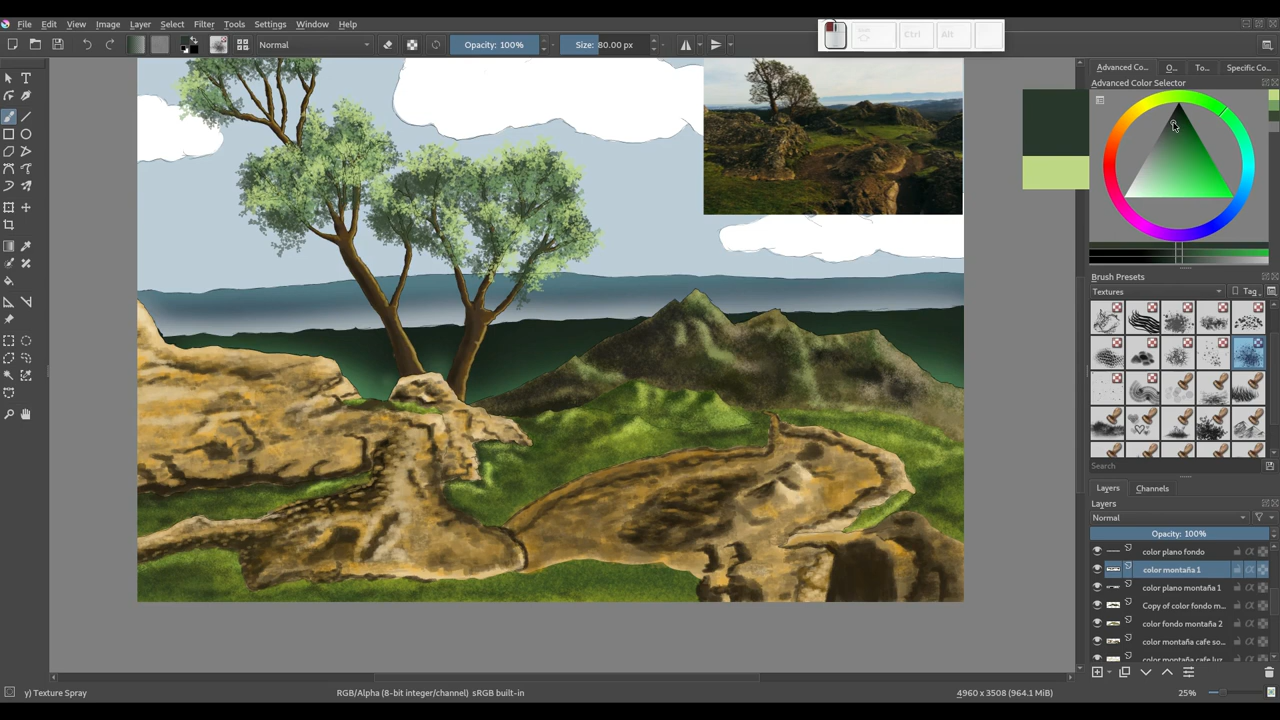 File Edit View Image Layer Select Filter Tools Settings Window Help
Normal
Opacity: 100%
Size: 80.00 px
Ctrl
Alt
Advanced Co...
O...
To...
Specific Co...
Advanced Color Selector
Brush Presets
Textures
Tag
Search
Layers
Channels
Layers
Normal
Opacity: 100%
color plano fondo
color montaña 1
color plano montaña 1
Copy of color fondo m...
color fondo montaña 2
color montaña cafe so...
color montaña cafe luz
y) Texture Spray
RGB/Alpha (8-bit integer/channel) sRGB built-in
4960 x 3508 (964.1 MiB)
25%